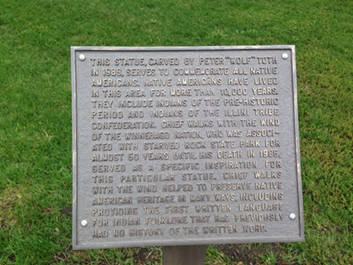 THIS STATUE, CARVED BY PETER "WOLF" TOTH
IN 1989, SERVES TO COMMEMORATE ALL NATIVE
AMERICANS. NATIVE AMERICANS HAVE LIVED
IN THIS AREA FOR MORE THAN 10,000 YEARS.
THEY INCLUDE INDIANS OF THE PRE-HISTORIC
PERIOD AND INDIANS OF THE ILLINI TRIBE
CONFEDERATION. CHIEF WALKS WITH THE WIND
OF THE WINNEBAGO NATION, WHO WAS ASSOCI-
ATED WITH STARVED ROCK STATE PARK FOR
ALMOST 50 YEARS UNTIL HIS DEATH IN
SERVED AS A SPECIFIC INSPIRATION FOR
THIS PARTICULAR STATUE. CHIEF WALKS
WITH THE WIND HELPED TO PRESERVE NATIVE
AMERICAN HERITAGE IN MANY WAYS, INCLUDING
PROVIDING THE FIRST WRITTEN LANGUAGE
FOR INDIAN THAT HAD PREVIOUSLY
HAD NO HISTORY OF THE WRITTEN WORD.